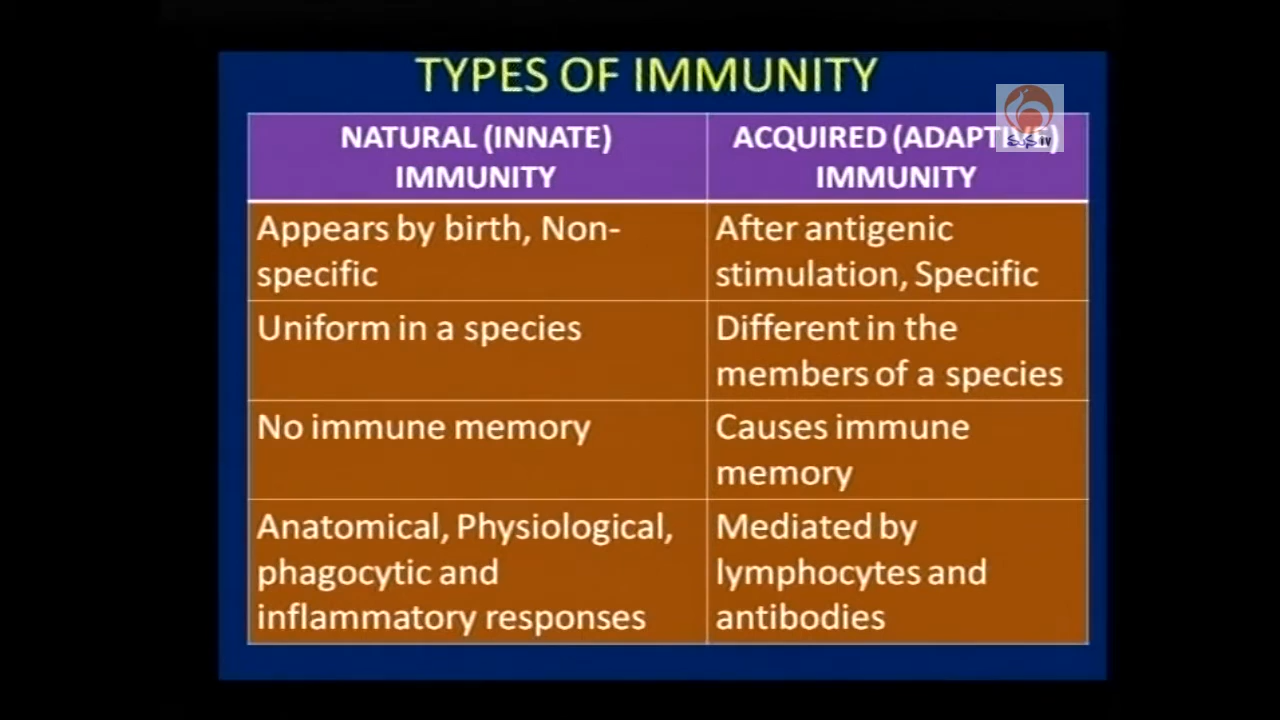 TYPES OF IMMUNITY
NATURAL (INNATE)
IMMUNITY
ACQUIRED (ADAPTIVE)
IMMUNITY
Appears by birth, Non-
specific
After antigenic
stimulation, Specific
Uniform in a species
Different in the
members of a species
No immune memory
Causes immune
memory
Anatomical, Physiological,
phagocytic and
inflammatory responses
Mediated by
lymphocytes and
antibodies